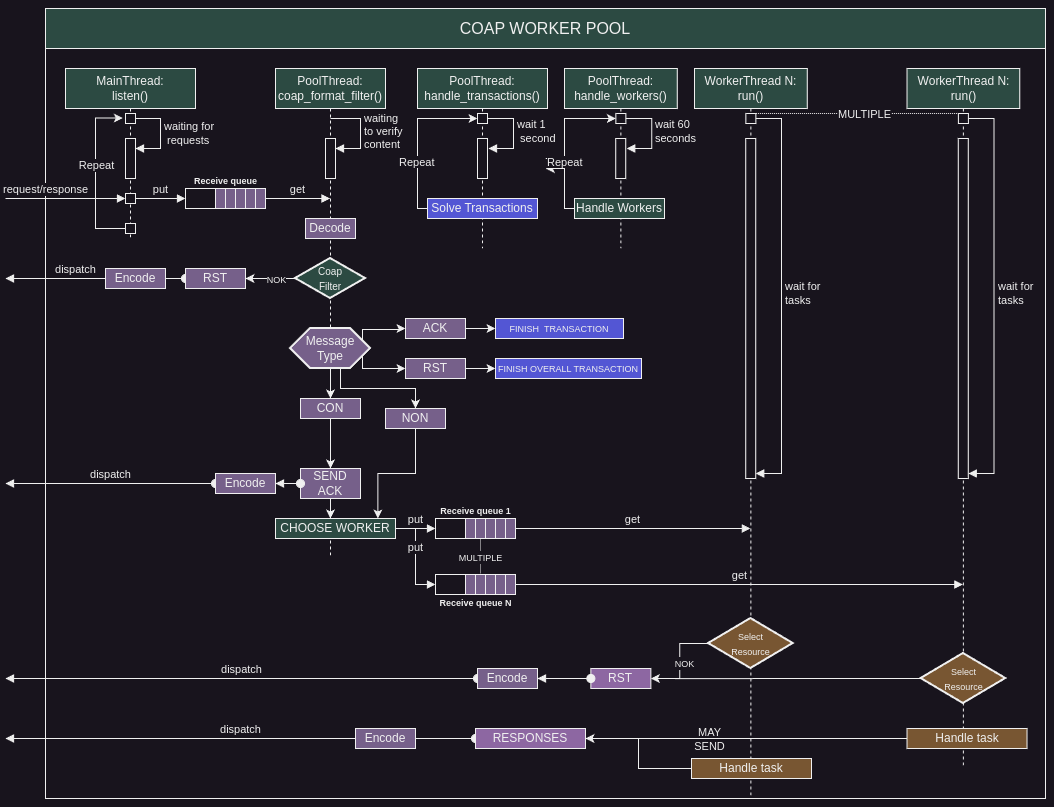 COAP WORKER POOL
MainThread:
listen()
PoolThread:
coap_format_filter()
PoolThread:
handle_transactions()
PoolThread:
handle_workers()
WorkerThread N:
run()
WorkerThread N:
run()
MULTIPLE
waiting for
requests
waiting
to verify
content
wait 1
second
wait 60
seconds
Repeat
Repeat
Repeat
request/response
put
Receive queue
get
Solve Transactions
Handle Workers
Decode
dispatch
Encode
RST
NOK
Coap
Filter
wait for
tasks
wait for
tasks
Message
Type
ACK
FINISH TRANSACTION
RST
FINISH OVERALL TRANSACTION
CON
NON
dispatch
Encode
SEND
ACK
CHOOSE WORKER
put
put
Receive queue 1
get
MULTIPLE
get
Receive queue N
Select
Resource
NOK
dispatch
Encode
RST
Select
Resource
dispatch
Encode
RESPONSES
MAY
SEND
Handle task
Handle task